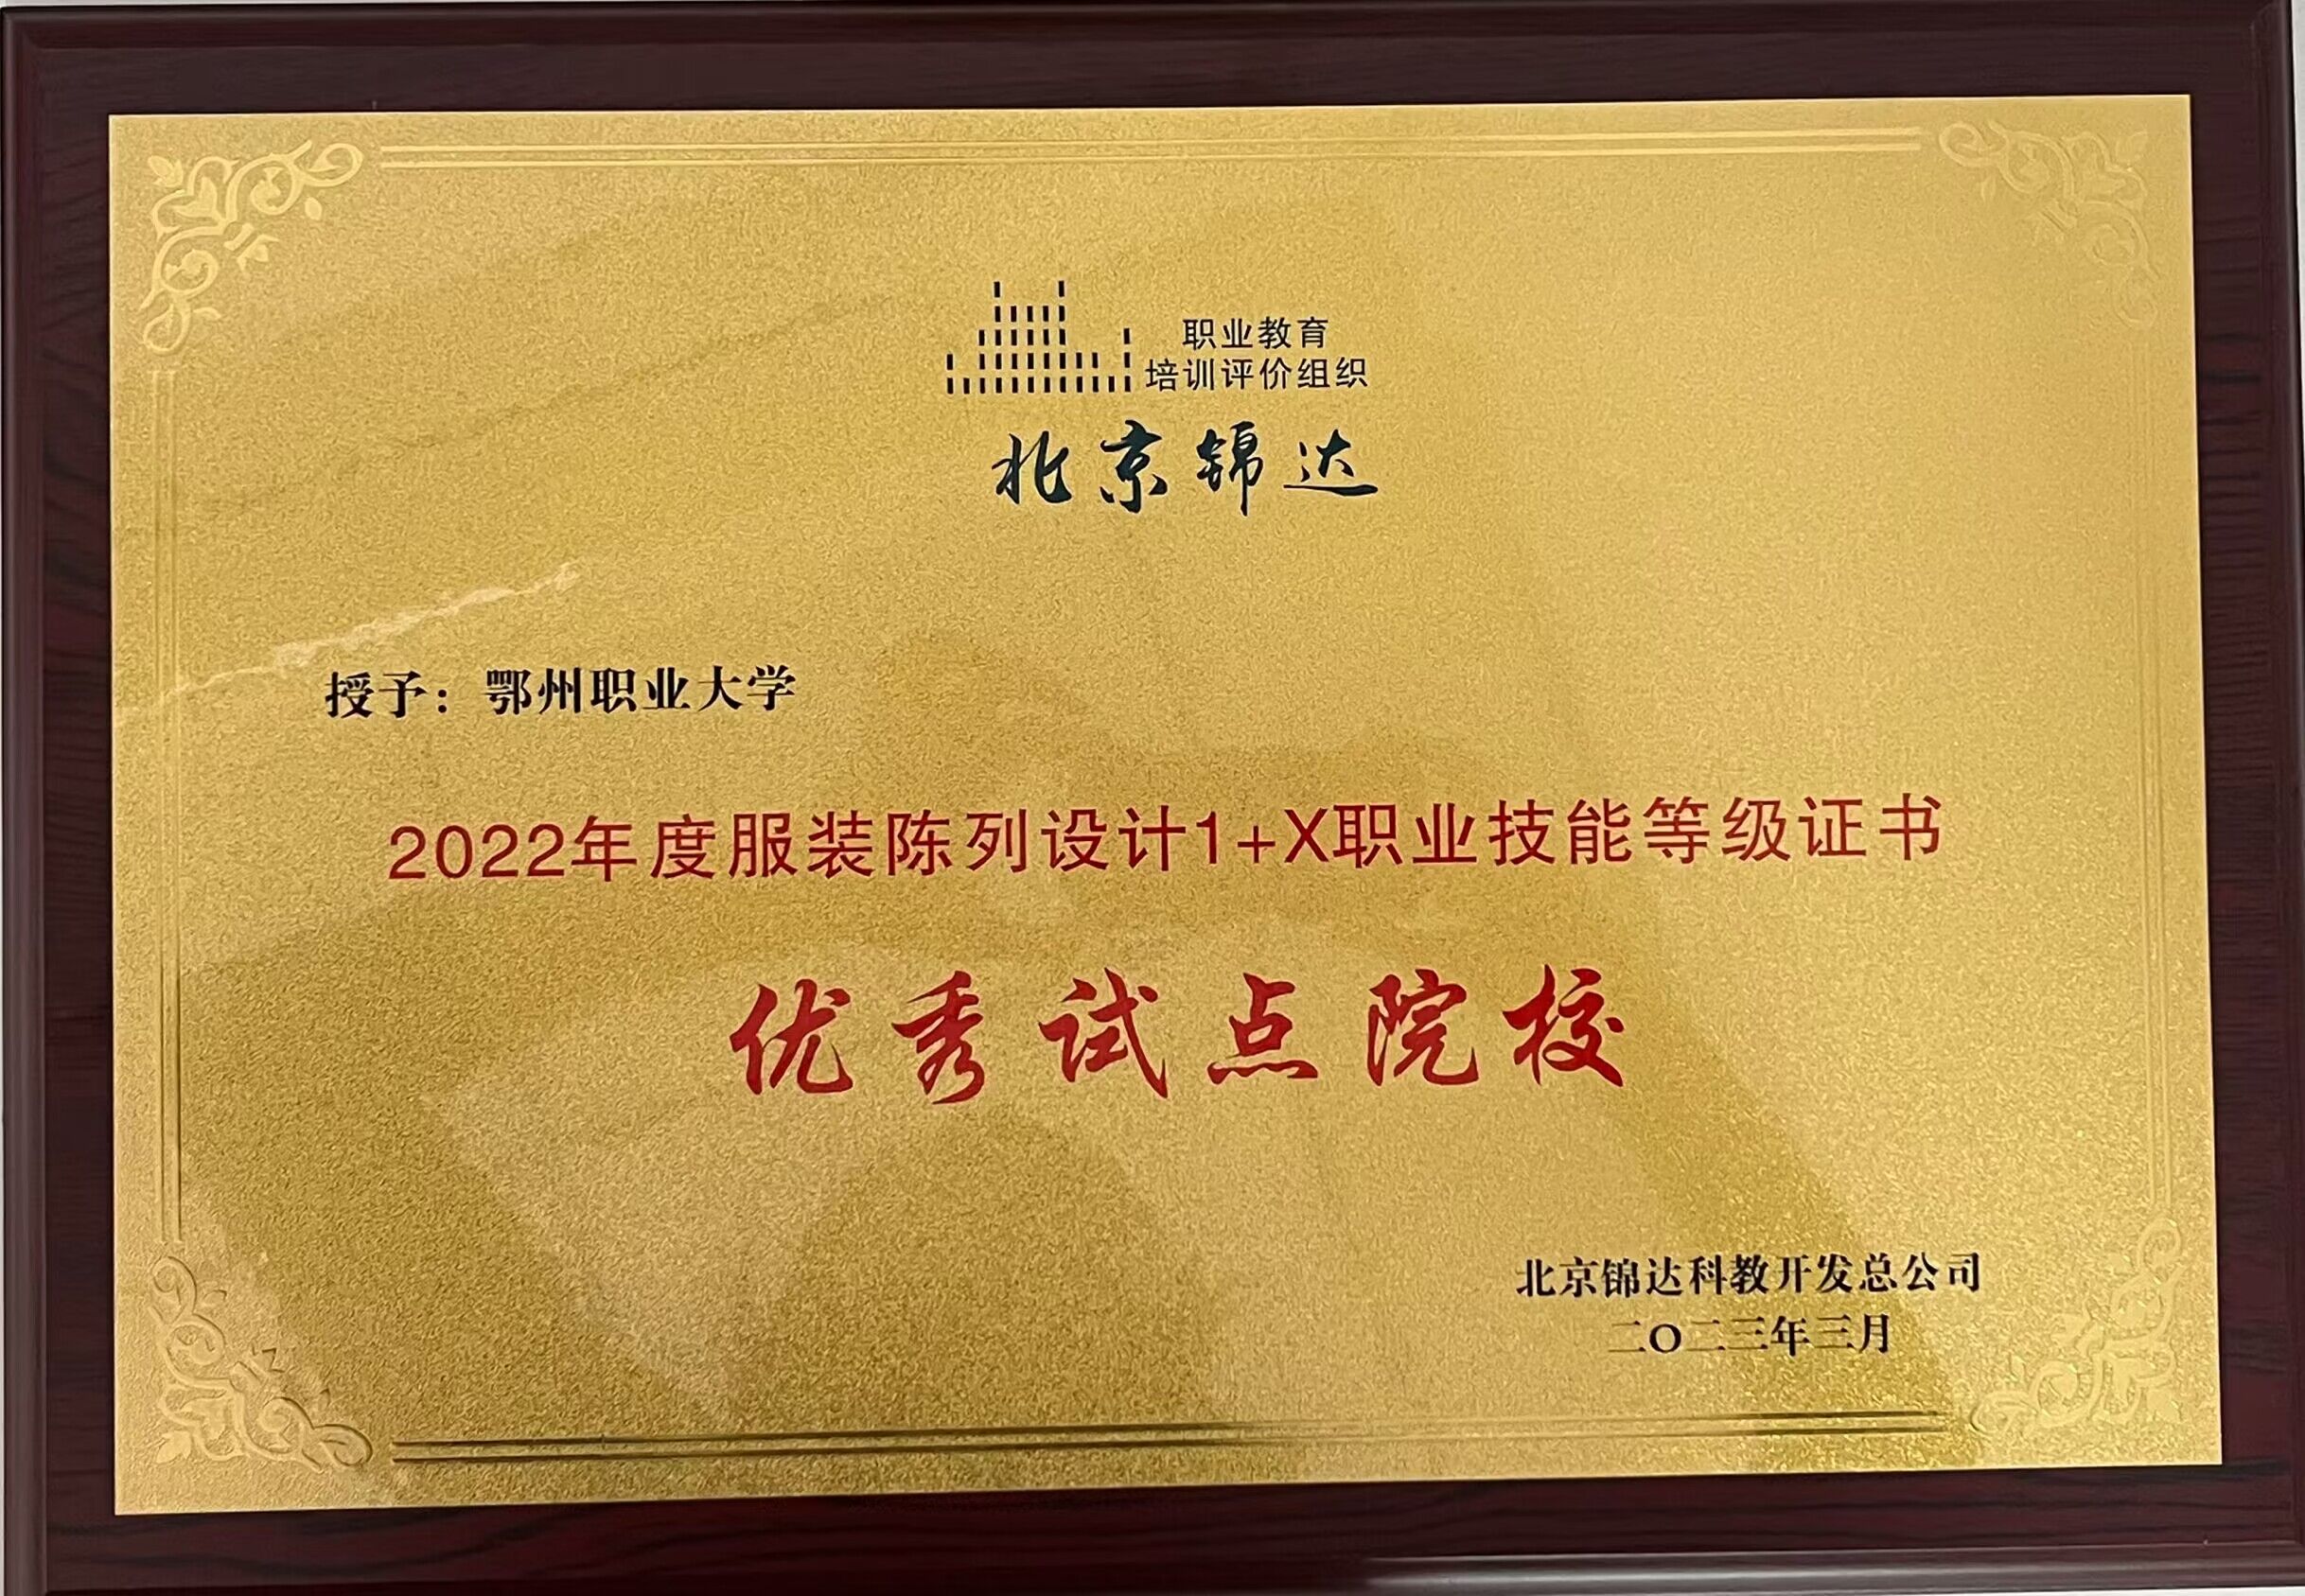 职业教育
培训评价组织
北京锦达
授予：鄂州职业大学
2022年度服装陈列设计1+X职业技能等级证书
优秀试点院校
北京锦达科教开发总公司
二〇二三年三月